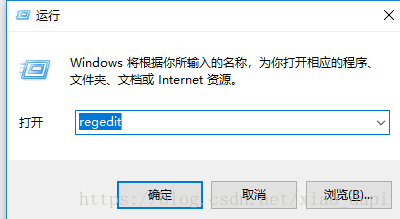 运行
Windows 将根据你所输入的名称，为你打开相应的程序、
文件夹、文档或 Internet 资源。
打开
regedit
确定 取消 浏览(B)...